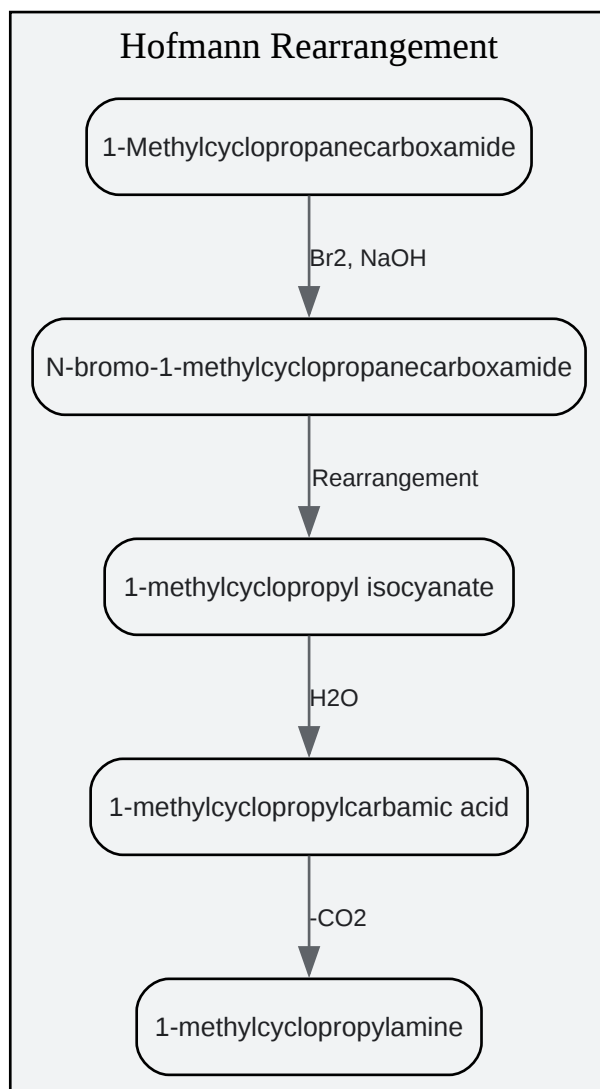 Hofmann Rearrangement
1-Methylcyclopropanecarboxamide
Br2, NaOH
N-bromo-1-methylcyclopropanecarboxamide
Rearrangement
1-methylcyclopropyl isocyanate
H2O
1-methylcyclopropylcarbamic acid
-CO2
1-methylcyclopropylamine